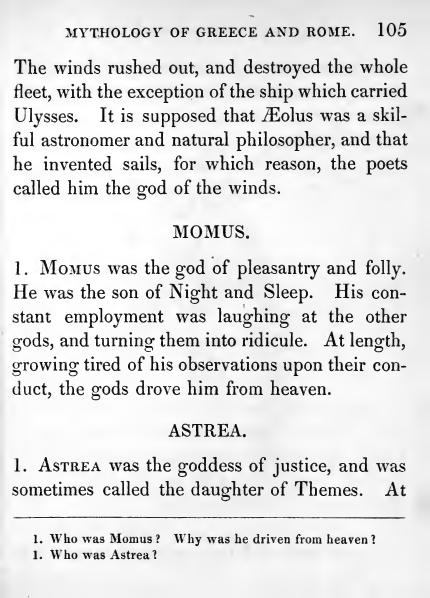 MYTHOLOGY OF GREECE AND ROME. 105
The winds rushed out, and destroyed the whole
fleet, with the exception of the ship which carried
Ulysses. It is supposed that Æolus was a skil-
ful astronomer and natural philosopher, and that
he invented sails, for which reason, the poets
called him the god of the winds.
MOMUS.
1. Momus was the god of pleasantry and folly.
He was the son of Night and Sleep. His con-
stant employment was laughing at the other
gods, and turning them into ridicule. At length,
growing tired of his observations upon their con-
duct, the gods drove him from heaven.
ASTREA.
1. Astrea was the goddess of justice, and was
sometimes called the daughter of Themes. At
1. Who was Momus? Why was he driven from heaven?
1. Who was Astrea?